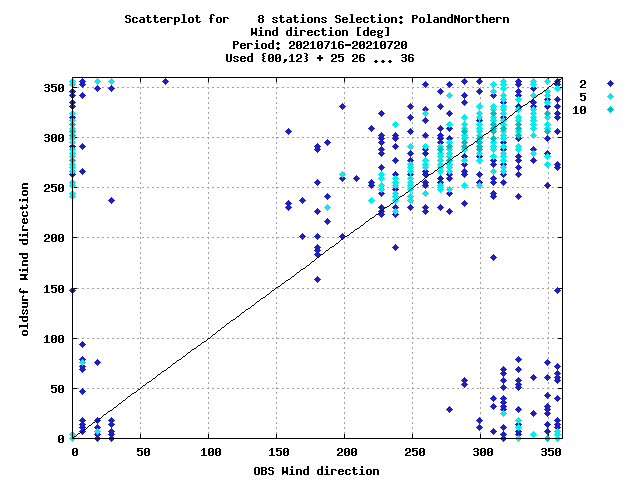 Scatterplot for    8 stations Selection: PolandNorthern
Wind direction [deg]
Period: 20210716-20210720
Used {00,12} + 25 26 ... 36
2
5
10
350
300
250
200
150
100
50
0
oldsurf Wind direction
0 50 100 150 200 250 300 350
OBS Wind direction